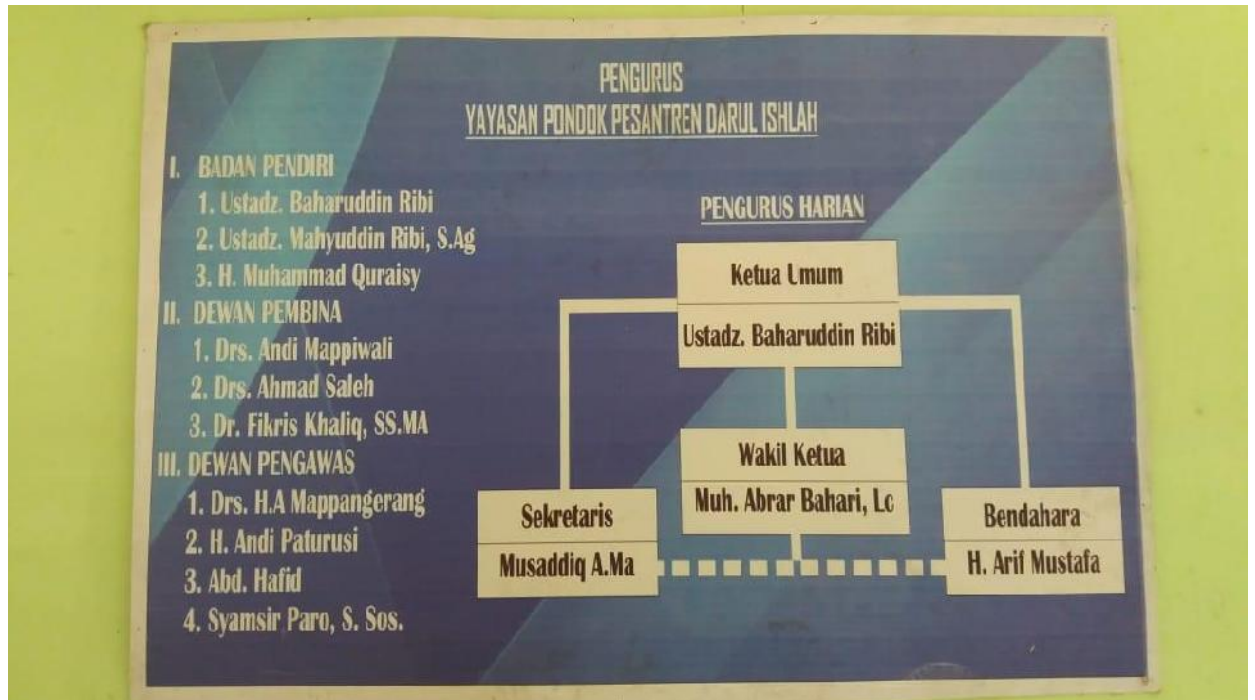 PENGURUS
YAYASAN PONDOK PESANTREN DARUL ISHLAH
I. BADAN PENDIRI
1. Ustadz. Baharuddin Ribi
2. Ustadz. Mahyuddin Ribi, S.Ag
3. H. Muhammad Quraisy
II. DEWAN PEMBINA
1. Drs. Andi Mappiwali
2. Drs. Ahmad Saleh
3. Dr. Fikris Khaliq, SS.MA
III. DEWAN PENGAWAS
1. Drs. H.A Mappangerang
2. H. Andi Paturusi
3. Abd. Hafid
4. Syamsir Paro, S. Sos.
PENGURUS HARIAN
Ketua Umum
Ustadz. Baharuddin Ribi
Wakil Ketua
Muh. Abrar Bahari, Lc
Sekretaris
Musaddiq A.Ma
Bendahara
H. Arif Mustafa